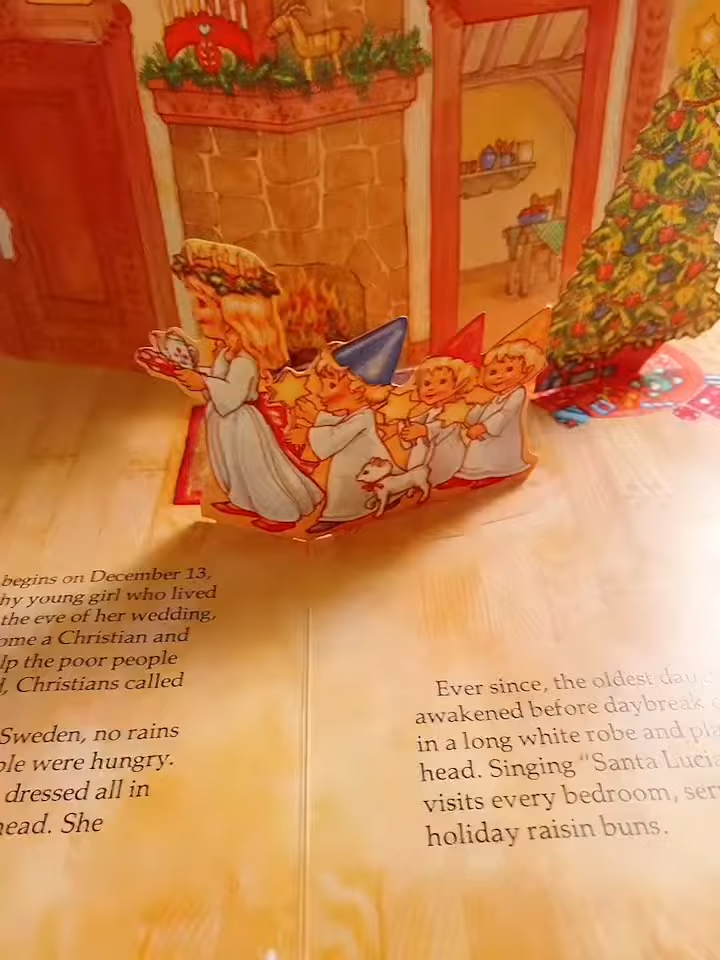 begins on December 13,
hy young girl who lived
the eve of her wedding,
ome a Christian and
lp the poor people
d, Christians called
Sweden, no rains
ple were hungry.
dressed all in
head. She
Ever since, the oldest
awakened before daybreak
in a long white robe and
head. Singing "Santa Lucia
visits every bedroom,
holiday raisin buns.